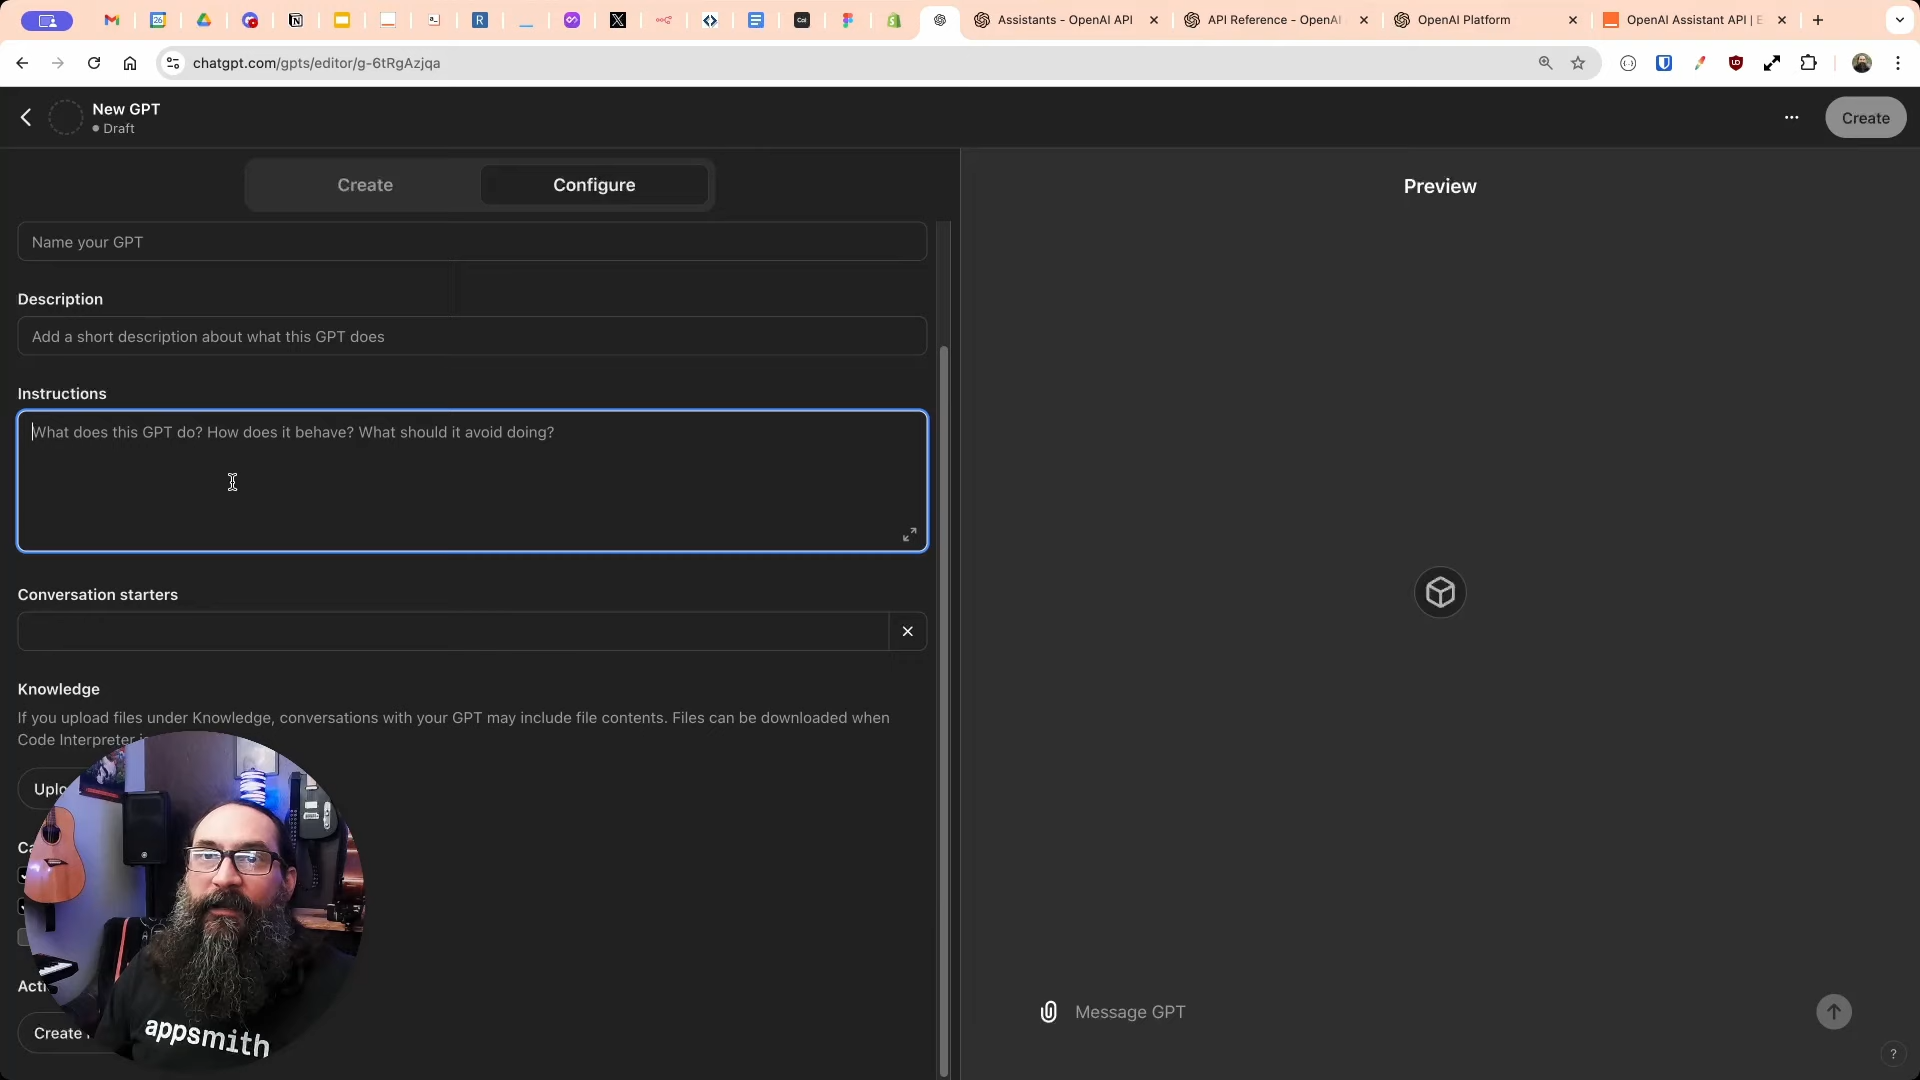 Assistants - OpenAI API
API Reference - OpenAI
OpenAI Platform
OpenAI Assistant API | E
chatgpt.com/gpts/editor/g-6tRgAzjqa
New GPT
Draft
Create
Create
Configure
Preview
Name your GPT
Description
Add a short description about what this GPT does
Instructions
What does this GPT do? How does it behave? What should it avoid doing?
Conversation starters
Knowledge
If you upload files under Knowledge, conversations with your GPT may include file contents. Files can be downloaded when
Code Interpreter
Uplo
Ca
Acti
Create
appsmith
Message GPT
?